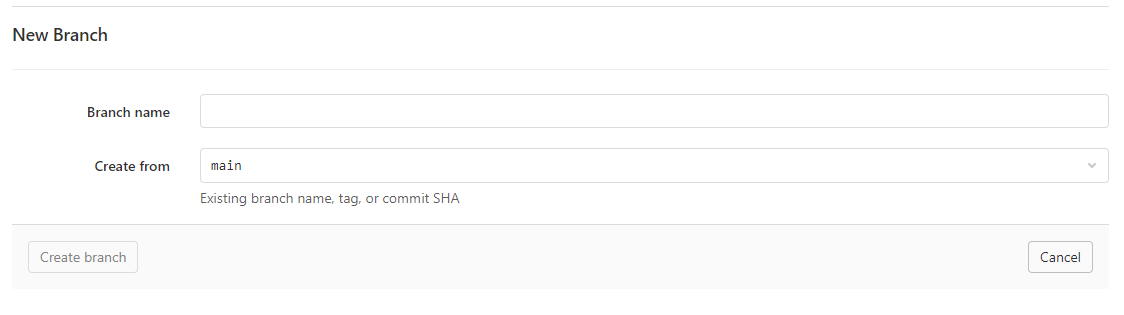 New Branch
Branch name
Create from
main
Existing branch name, tag, or commit SHA
Create branch
Cancel